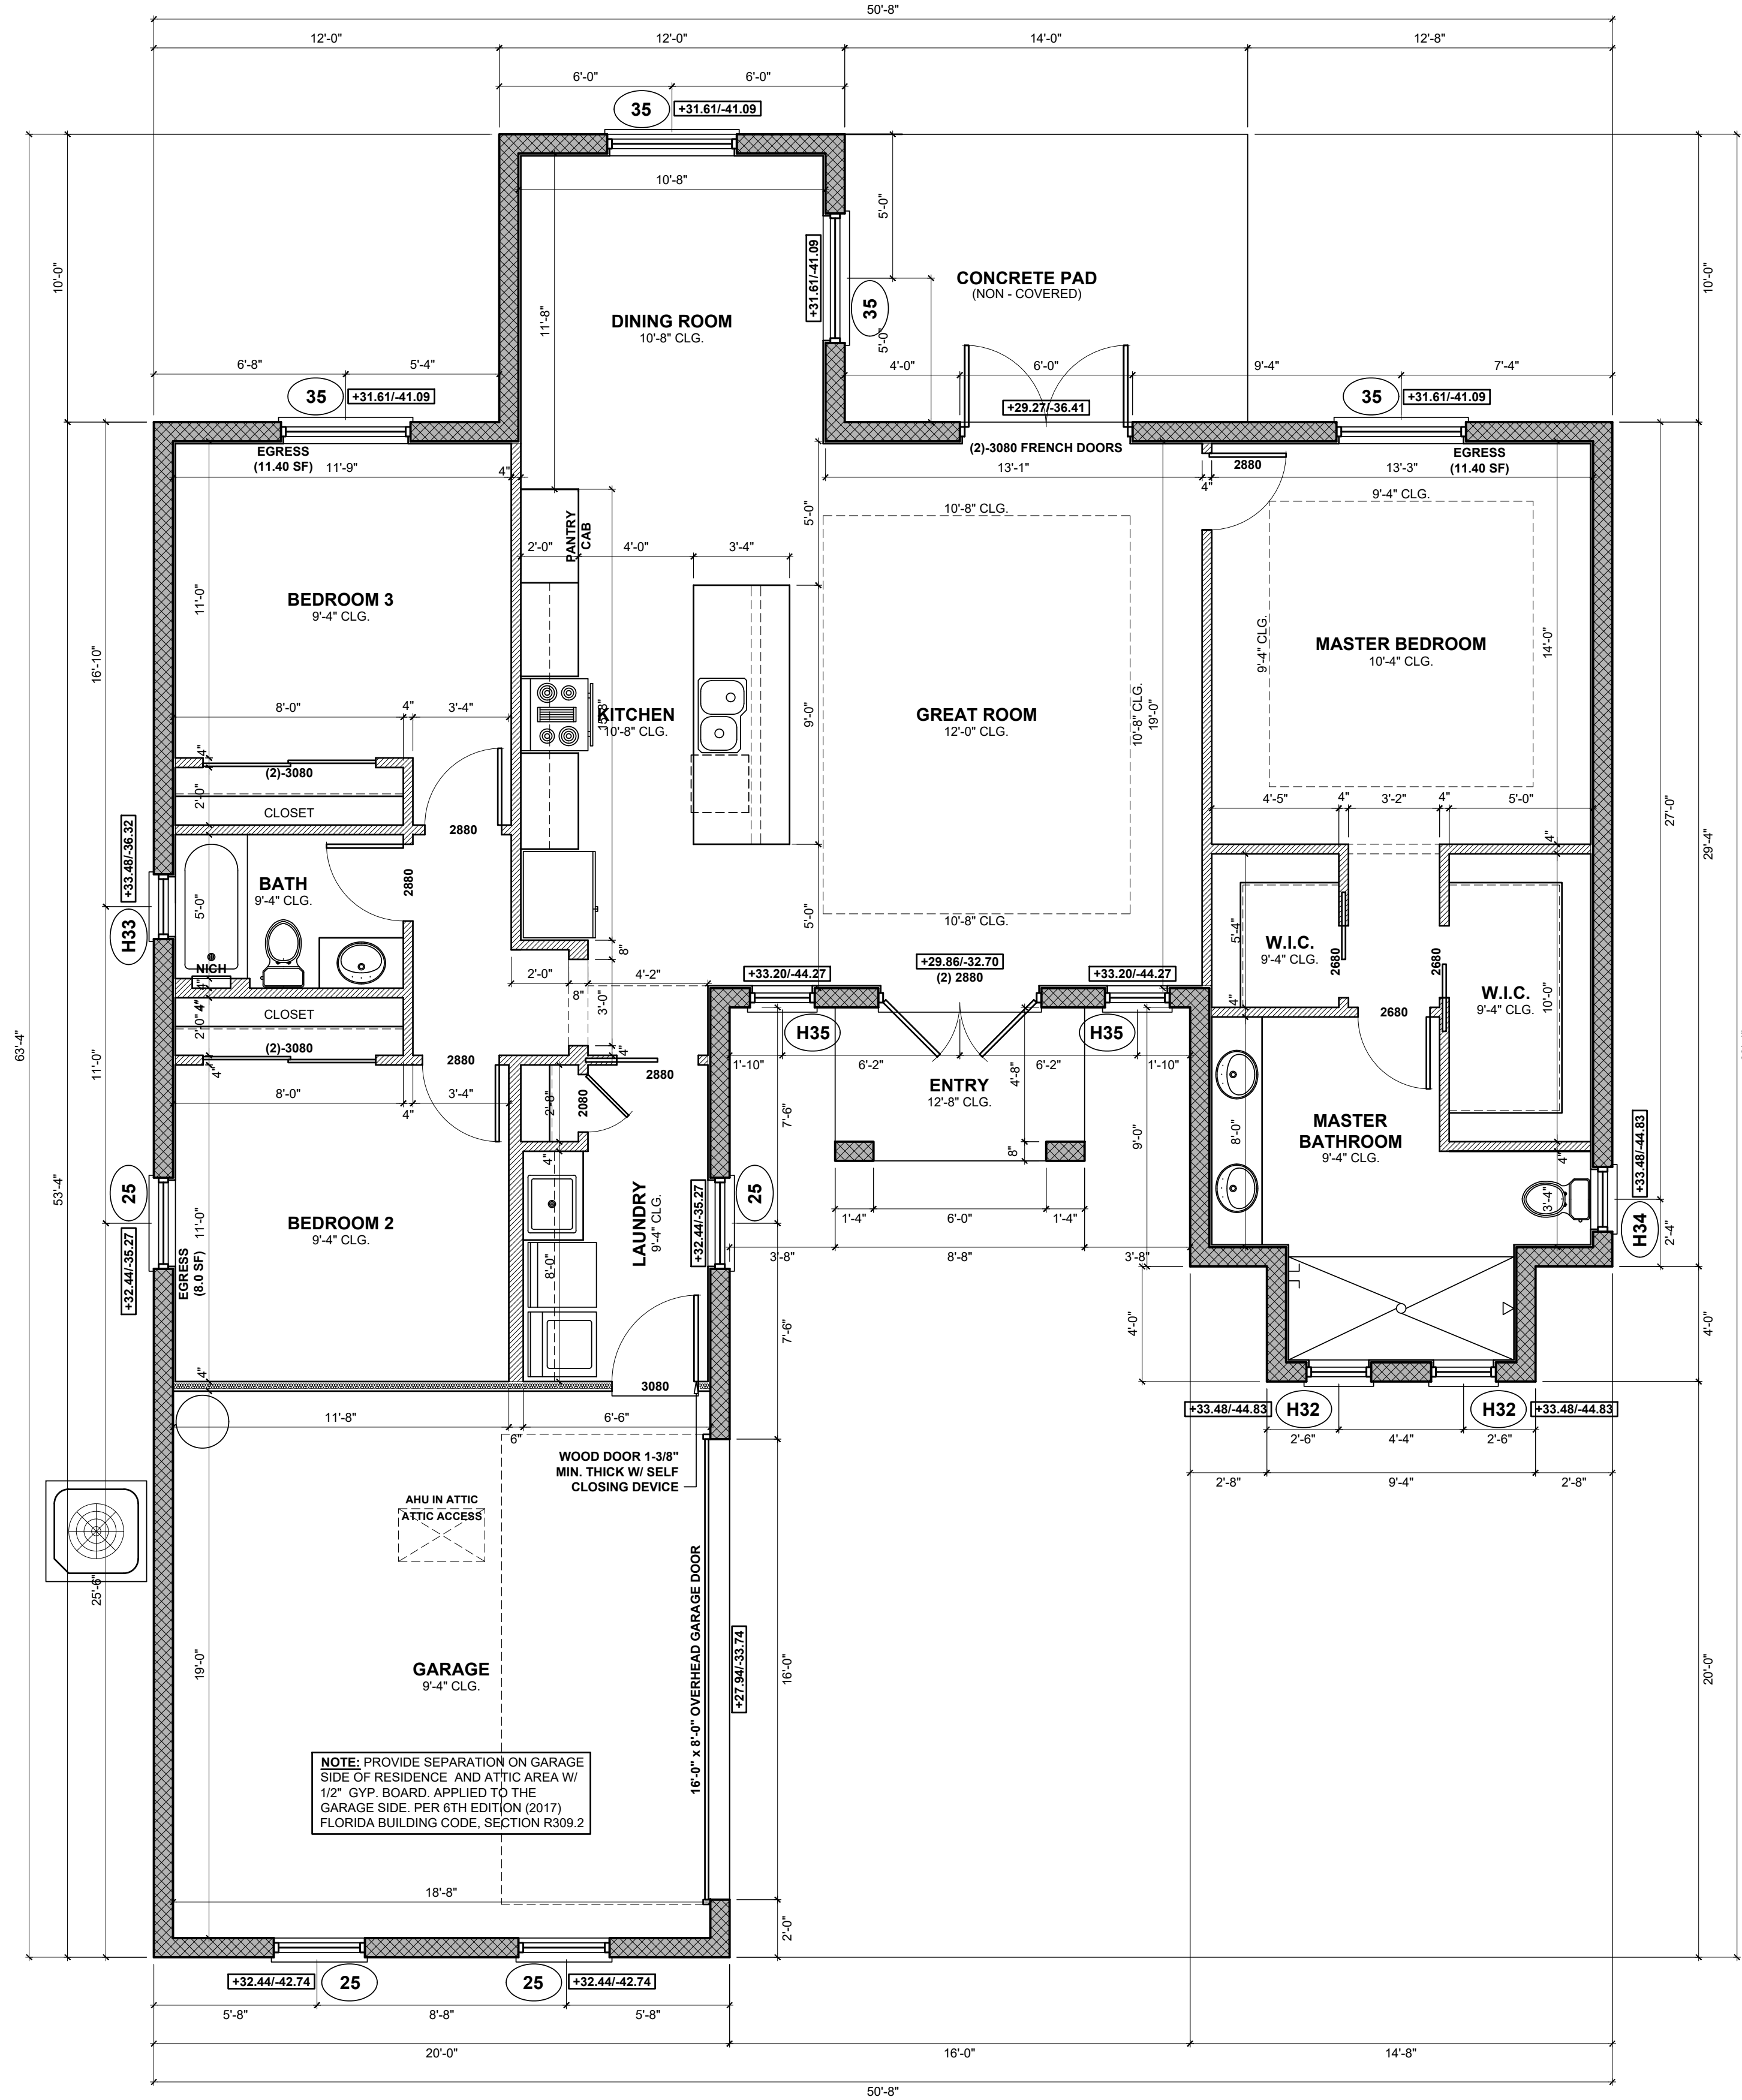 50'-8"
12'-0"
12'-0"
14'-0"
12'-8"
6'-0"
6'-0"
35
+31.61/-41.09
10'-8"
5'-0"
10'-0"
10'-0"
+31.61/-41.09
35
CONCRETE PAD
(NON - COVERED)
11'-8"
DINING ROOM
10'-8" CLG.
5'-0"
6'-8"
5'-4"
4'-0"
6'-0"
9'-4"
7'-4"
35
+31.61/-41.09
+29.27/-36.41
35
+31.61/-41.09
EGRESS
(11.40 SF)
11'-9"
4"
(2)-3080 FRENCH DOORS
13'-1"
4"
2880
13'-3"
EGRESS
(11.40 SF)
9'-4" CLG.
10'-8" CLG.
5'-0"
PANTRY
CAB
2'-0"
4'-0"
3'-4"
11'-0"
BEDROOM 3
9'-4" CLG.
16'-10"
9'-4" CLG.
MASTER BEDROOM
10'-4" CLG.
14'-0"
8'-0"
4"
3'-4"
KITCHEN
10'-8" CLG.
9'-0"
GREAT ROOM
12'-0" CLG.
10'-8" CLG.
19'-0"
4"
(2)-3080
2'-0"
CLOSET
2880
4'-5"
4"
3'-2"
4"
5'-0"
27'-0"
29'-4"
4"
+33.48/-36.32
H33
BATH
9'-4" CLG.
5'-0"
2880
NICH
4"
5'-0"
10'-8" CLG.
5'-4"
W.I.C.
9'-4" CLG.
2680
2680
W.I.C.
9'-4" CLG.
10'-0"
8"
2'-0"
4'-2"
8"
3'-0"
4"
+33.20/-44.27
+29.86/-32.70
(2) 2880
+33.20/-44.27
H35
H35
4"
2680
4"
2'-0"
CLOSET
(2)-3080
4"
2880
2880
63'-4"
11'-0"
53'-4"
8'-0"
4"
3'-4"
2'-8"
2080
1'-10"
6'-2"
6'-2"
1'-10"
ENTRY
12'-8" CLG.
4'-8"
7'-6"
9'-0"
8"
8'-0"
MASTER
BATHROOM
9'-4" CLG.
4"
3'-4"
+33.48/-44.83
H34
2'-4"
25
+32.44/-35.27
EGRESS
(8.0 SF)
11'-0"
BEDROOM 2
9'-4" CLG.
4"
4"
8'-0"
LAUNDRY
9'-4" CLG.
+32.44/-35.27
25
1'-4"
6'-0"
1'-4"
3'-8"
8'-8"
3'-8"
7'-6"
4'-0"
4'-0"
3080
11'-8"
6"
6'-6"
WOOD DOOR 1-3/8"
MIN. THICK W/ SELF
CLOSING DEVICE
+33.48/-44.83
H32
H32
+33.48/-44.83
2'-6"
4'-4"
2'-6"
2'-8"
9'-4"
2'-8"
AHU IN ATTIC
ATTIC ACCESS
25'-6"
19'-0"
GARAGE
9'-4" CLG.
16'-0" x 8'-0" OVERHEAD GARAGE DOOR
+27.94/-33.74
16'-0"
20'-0"
NOTE: PROVIDE SEPARATION ON GARAGE
SIDE OF RESIDENCE AND ATTIC AREA W/
1/2" GYP. BOARD. APPLIED TO THE
GARAGE SIDE. PER 6TH EDITION (2017)
FLORIDA BUILDING CODE, SECTION R309.2
18'-8"
2'-0"
+32.44/-42.74
25
25
+32.44/-42.74
5'-8"
8'-8"
5'-8"
20'-0"
16'-0"
14'-8"
50'-8"